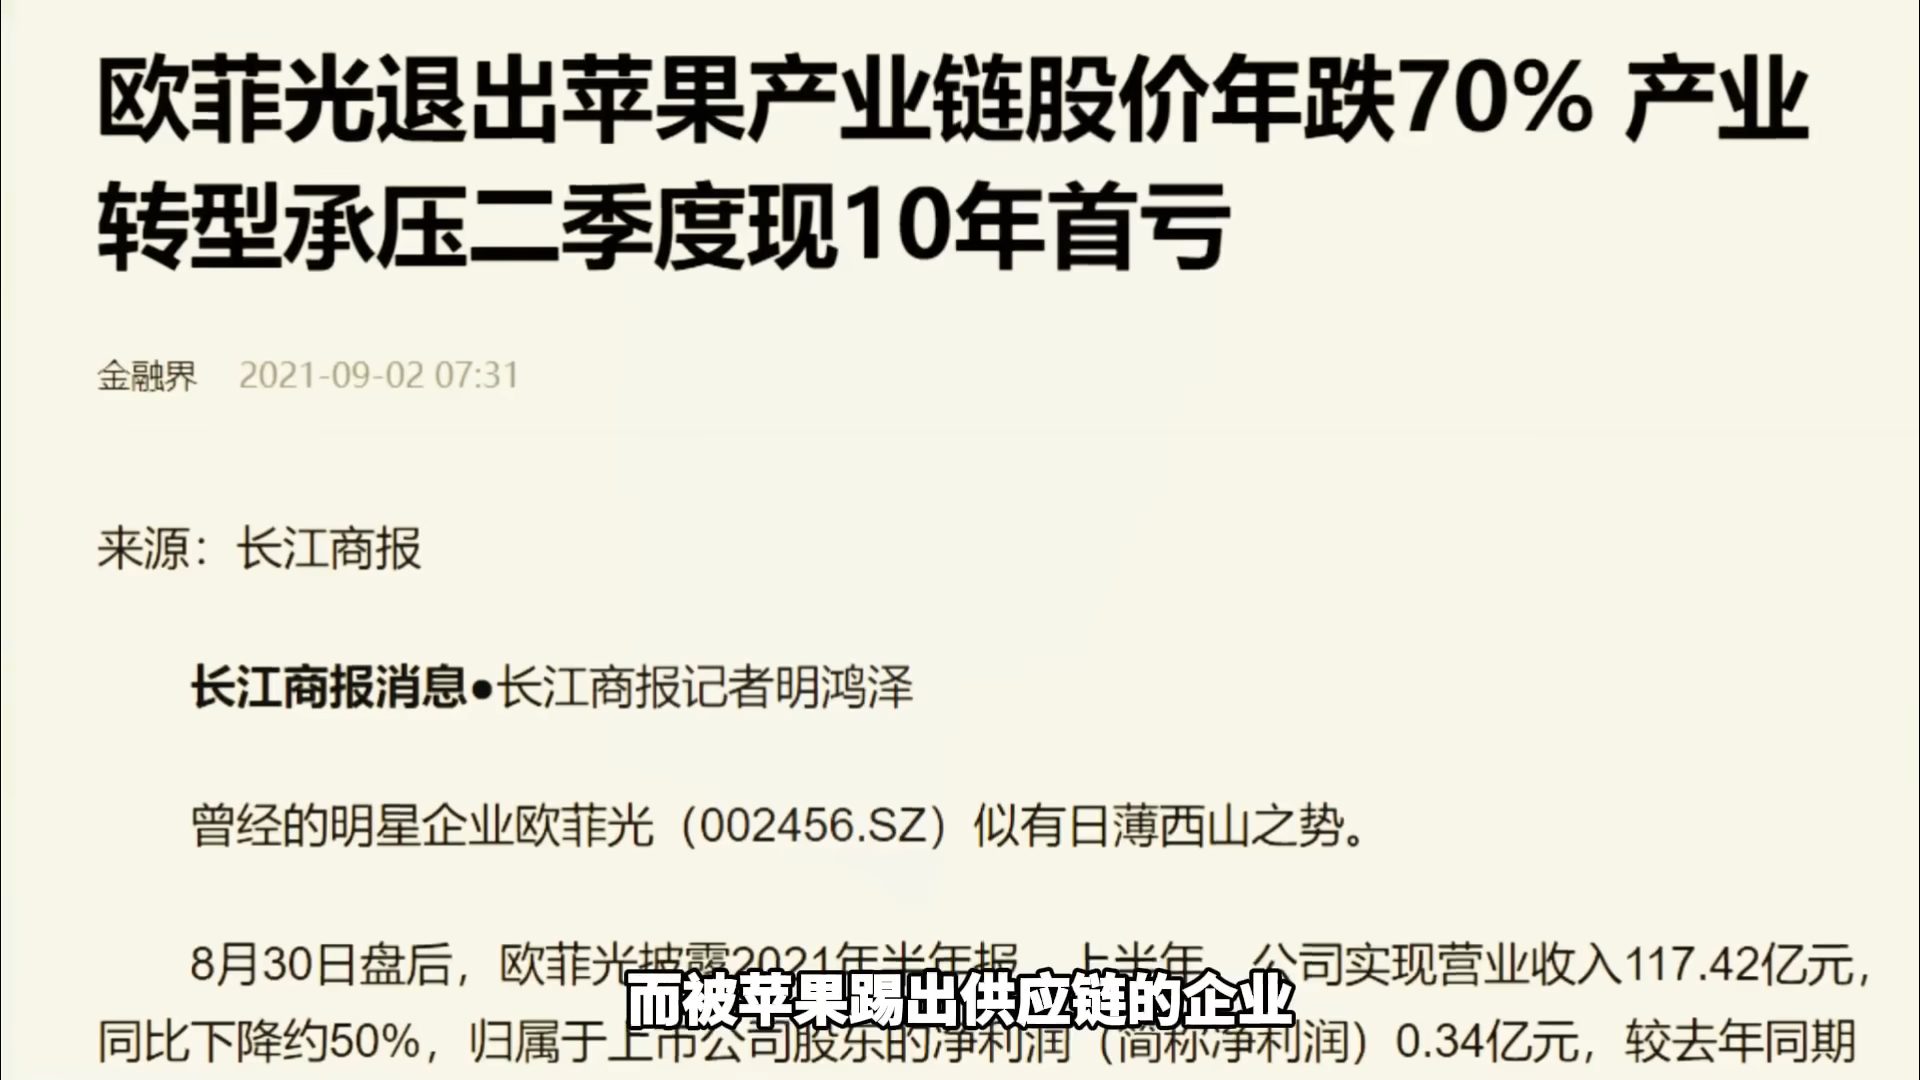 欧菲光退出苹果产业链股价年跌70% 产业
转型承压二季度现10年首亏
金融界 2021-09-02 07:31
来源：长江商报
长江商报消息●长江商报记者明鸿泽
曾经的明星企业欧菲光（002456.SZ）似有日薄西山之势。
8月30日盘后，欧菲光披露2021年半年报，上半年，公司实现营业收入117.42亿元，
而被苹果踢出供应链的企业
同比下降约50%，归属于上市公司股东的净利润（简称净利润）0.34亿元，较去年同期